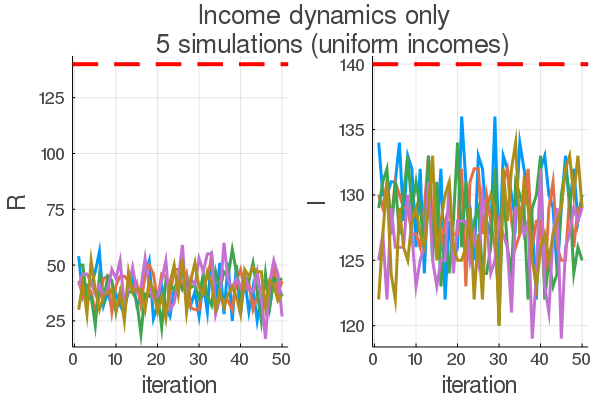 Income dynamics only
5 simulations (uniform incomes)
R
125
100
75
50
25
0 10 20 30 40 50
iteration
I
140
135
130
125
120
0 10 20 30 40 50
iteration